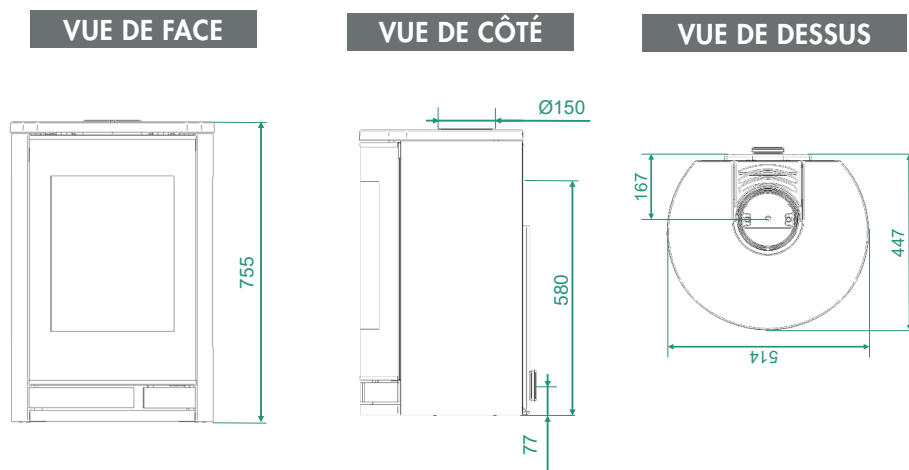 VUE DE FACE
VUE DE CÔTÉ
VUE DE DESSUS
755
Ø150
580
77
167
447
514